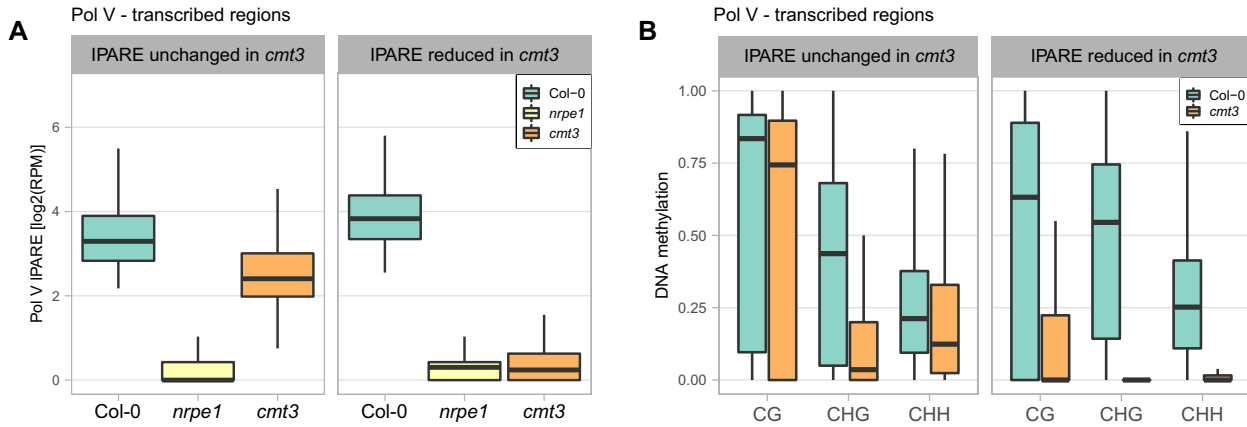 A
Pol V - transcribed regions
IPARE unchanged in cmt3
IPARE reduced in cmt3
Pol V IPARE [log2(RPM)]
6
4
2
0
Col−0
nrpe1
cmt3
Col-0 nrpe1 cmt3
Col-0 nrpe1 cmt3
B
Pol V - transcribed regions
IPARE unchanged in cmt3
IPARE reduced in cmt3
DNA methylation
1.00
0.75
0.50
0.25
0.00
Col−0
cmt3
CG CHG CHH
CG CHG CHH